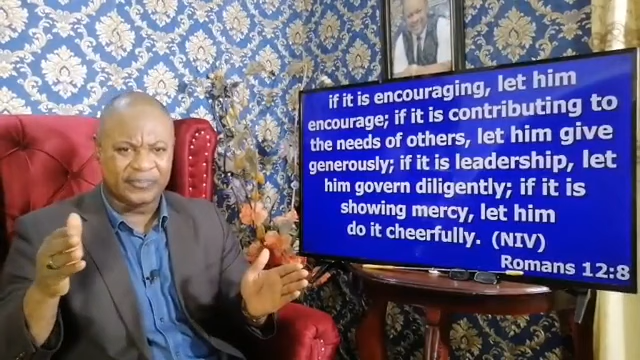 if it is encouraging, let him
encourage; if it is contributing to
the needs of others, let him give
generously; if it is leadership, let
him govern diligently; if it is
showing mercy, let him
do it cheerfully. (NIV)
Romans 12:8